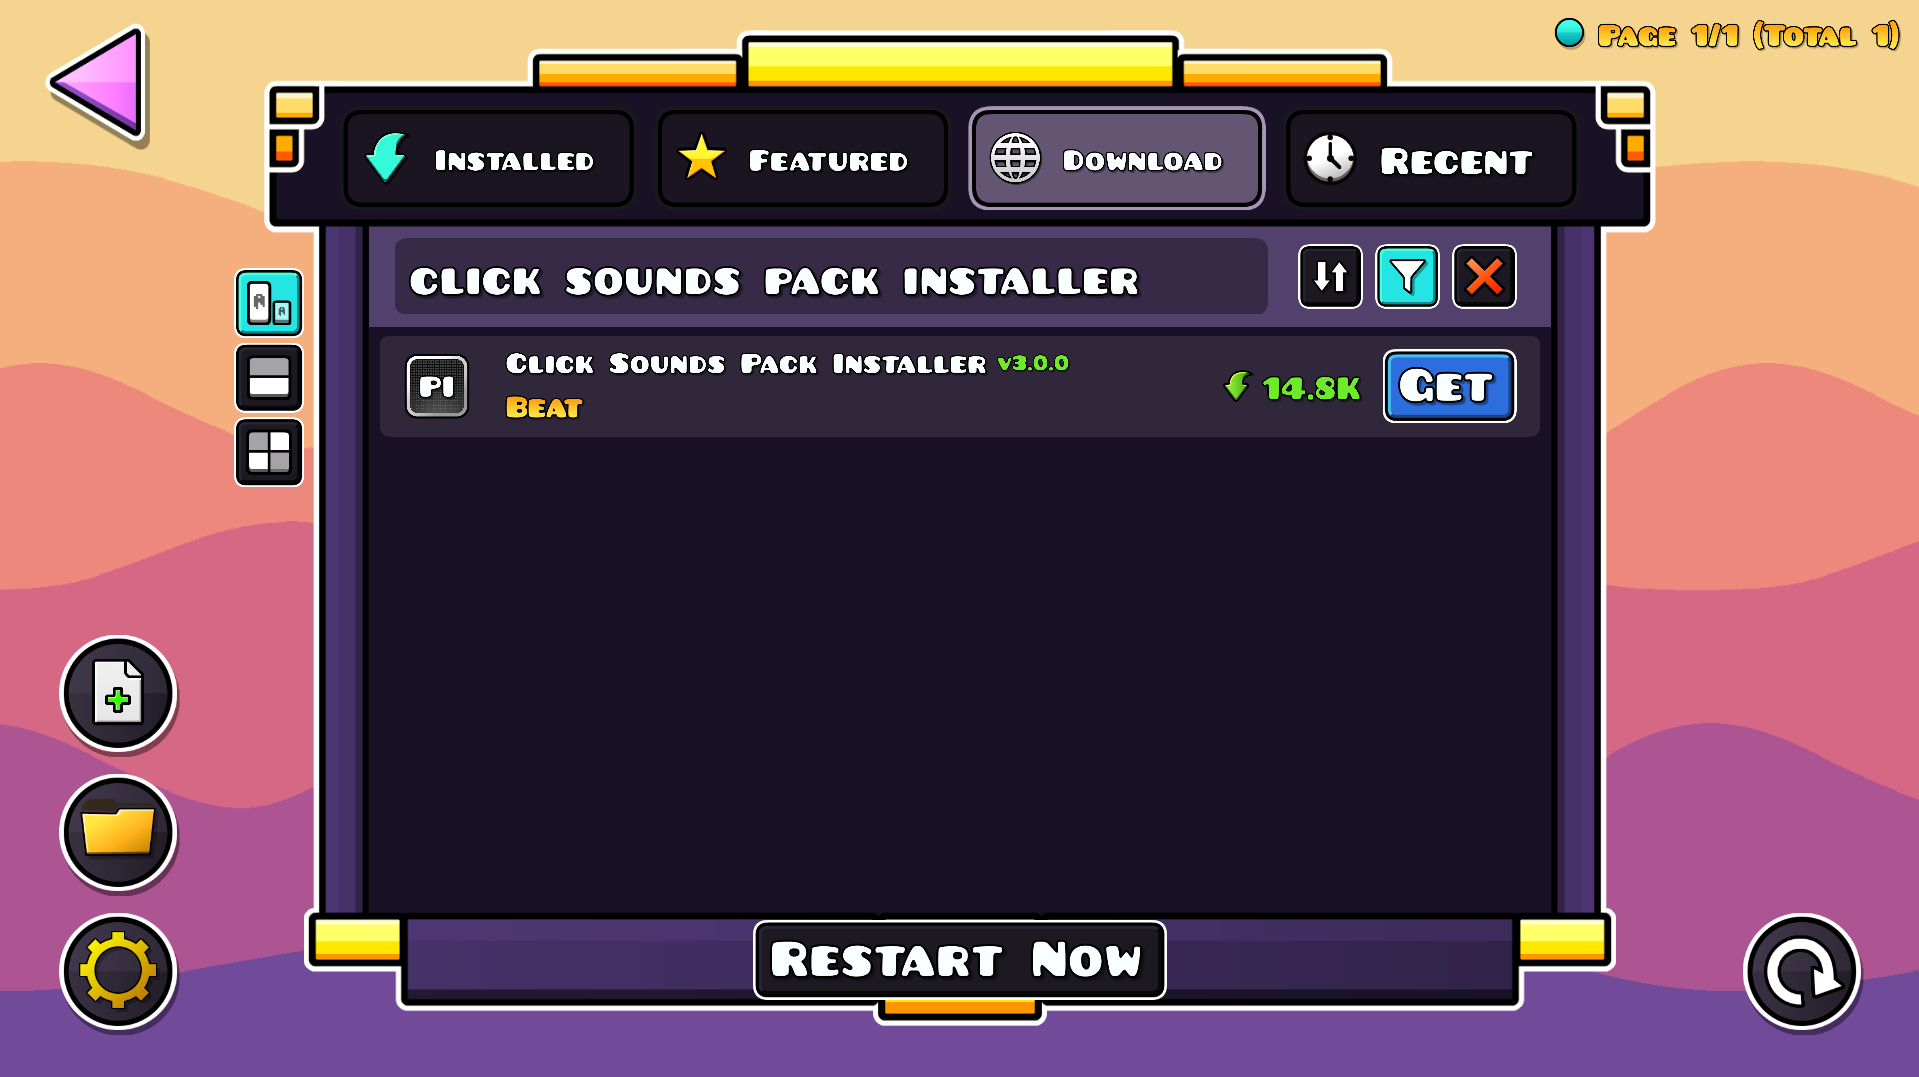 Page 1/1 (Total 1)
Installed
Featured
Download
Recent
CLICK SOUNDS PACK INSTALLER
PI
Click Sounds Pack Installer v3.0.0
Beat
14.8K
Get
Restart Now